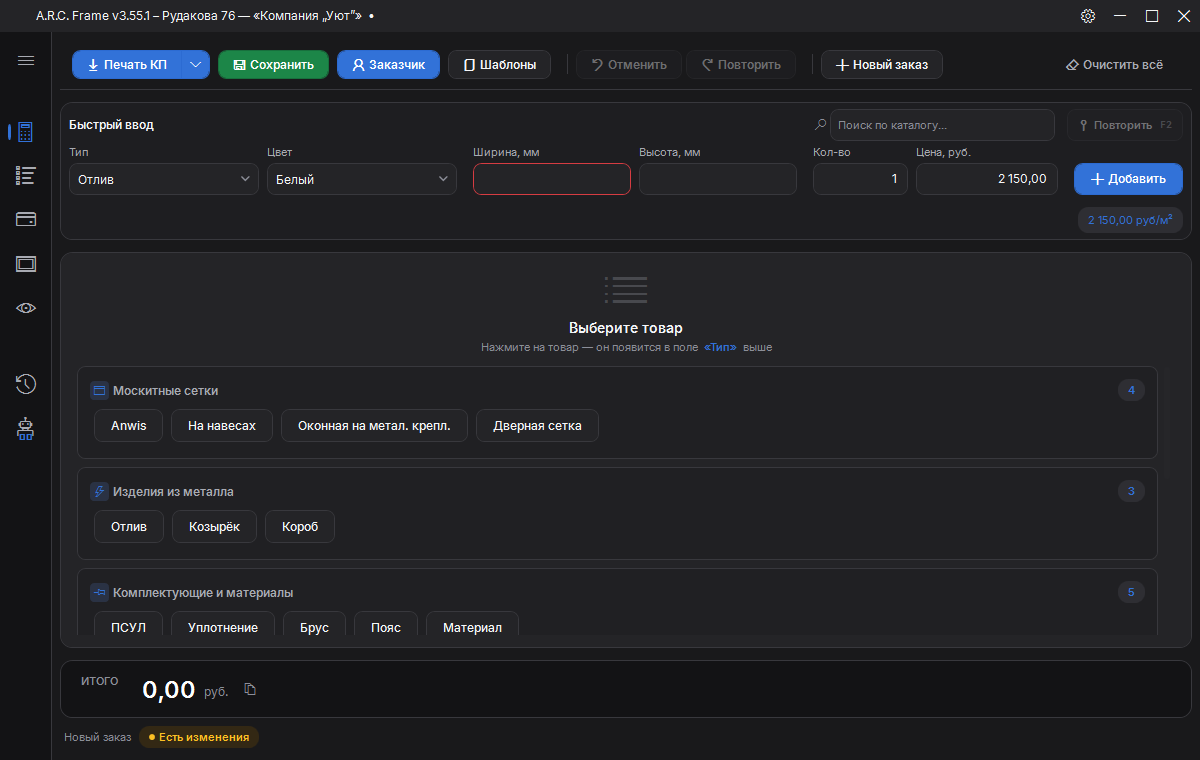 A.R.C. Frame v3.55.1 – Рудакова 76 — «Компания „Уют”» •
Печать КП Сохранить Заказчик Шаблоны Отменить Повторить Новый заказ Очистить всё
Быстрый ввод Поиск по каталогу... Повторить F2
Тип Цвет Ширина, мм Высота, мм Кол-во Цена, руб.
Отлив Белый 1 2 150,00 Добавить
2 150,00 руб/м²
Выберите товар
Нажмите на товар — он появится в поле «Тип» выше
Москитные сетки 4
Anwis На навесах Оконная на метал. крепл. Дверная сетка
Изделия из металла 3
Отлив Козырёк Короб
Комплектующие и материалы 5
ПСУЛ Уплотнение Брус Пояс Материал
ИТОГО 0,00 руб.
Новый заказ Есть изменения